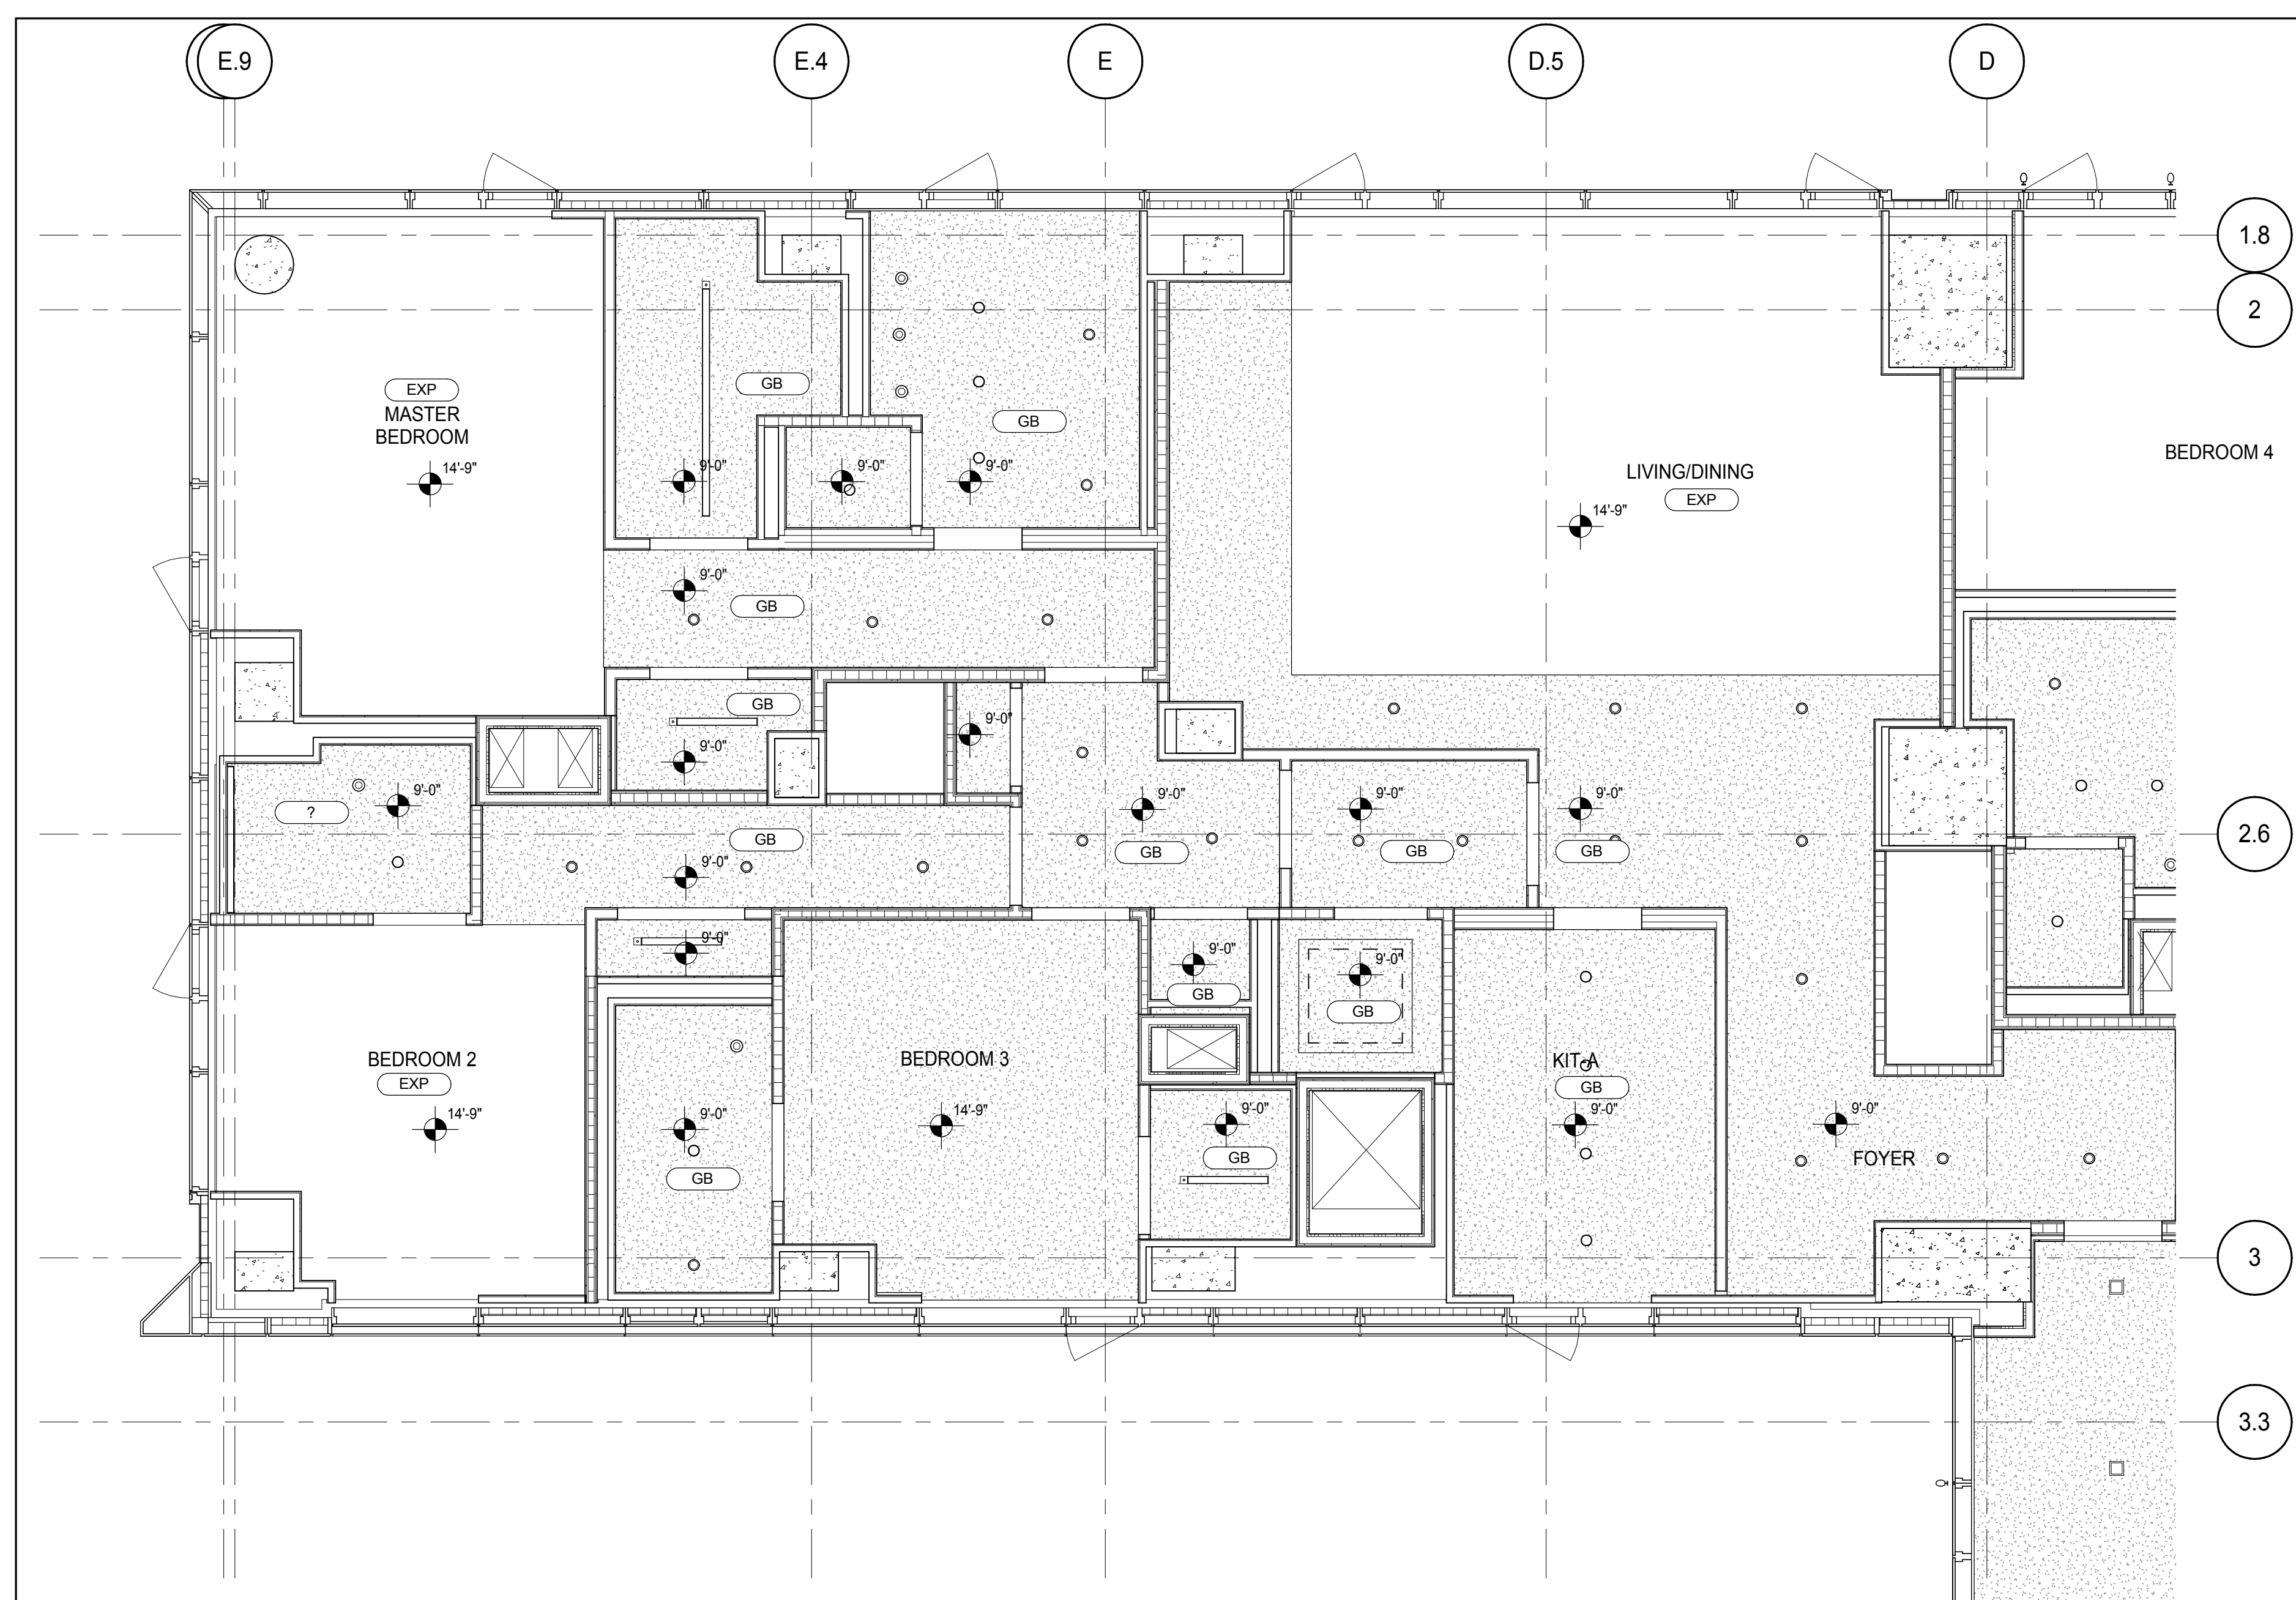 E.9
E.4
E
D.5
D
1.8
2
GB
EXP
MASTER
BEDROOM
GB
BEDROOM 4
14'-9"
9'-0"
9'-0"
9'-0"
LIVING/DINING
EXP
14'-9"
9'-0"
GB
GB
9'-0"
9'-0"
?
9'-0"
9'-0"
9'-0"
9'-0"
GB
GB
GB
GB
2.6
9'-0"
9'-0"
9'-0"
9'-0"
GB
GB
BEDROOM 2
EXP
BEDROOM 3
KIT-A
GB
14'-9"
9'-0"
14'-9"
9'-0"
9'-0"
9'-0"
GB
GB
FOYER
3
3.3